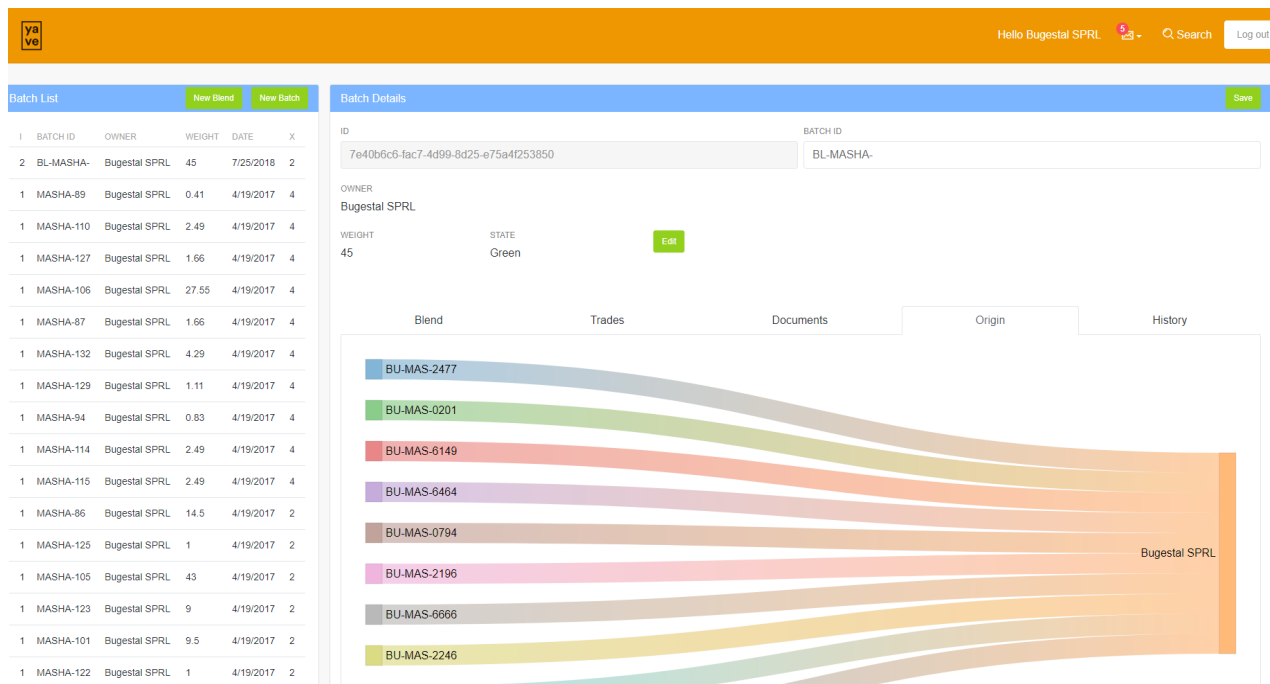 ya
ve
Hello Bugestal SPRL 5 Search Log out
Batch List New Blend New Batch
I BATCH ID OWNER WEIGHT DATE X
2 BL-MASHA- Bugestal SPRL 45 7/25/2018 2
1 MASHA-89 Bugestal SPRL 0.41 4/19/2017 4
1 MASHA-110 Bugestal SPRL 2.49 4/19/2017 4
1 MASHA-127 Bugestal SPRL 1.66 4/19/2017 4
1 MASHA-106 Bugestal SPRL 27.55 4/19/2017 4
1 MASHA-87 Bugestal SPRL 1.66 4/19/2017 4
1 MASHA-132 Bugestal SPRL 4.29 4/19/2017 4
1 MASHA-129 Bugestal SPRL 1.11 4/19/2017 4
1 MASHA-94 Bugestal SPRL 0.83 4/19/2017 4
1 MASHA-114 Bugestal SPRL 2.49 4/19/2017 4
1 MASHA-115 Bugestal SPRL 2.49 4/19/2017 4
1 MASHA-86 Bugestal SPRL 14.5 4/19/2017 2
1 MASHA-125 Bugestal SPRL 1 4/19/2017 2
1 MASHA-105 Bugestal SPRL 43 4/19/2017 2
1 MASHA-123 Bugestal SPRL 9 4/19/2017 2
1 MASHA-101 Bugestal SPRL 9.5 4/19/2017 2
1 MASHA-122 Bugestal SPRL 1 4/19/2017 2
Batch Details Save
ID BATCH ID
7e40b6c6-fac7-4d99-8d25-e75a4f253850 BL-MASHA-
OWNER
Bugestal SPRL
WEIGHT STATE
45 Green Edit
Blend Trades Documents Origin History
BU-MAS-2477
BU-MAS-0201
BU-MAS-6149
BU-MAS-6464
BU-MAS-0794
Bugestal SPRL
BU-MAS-2196
BU-MAS-6666
BU-MAS-2246